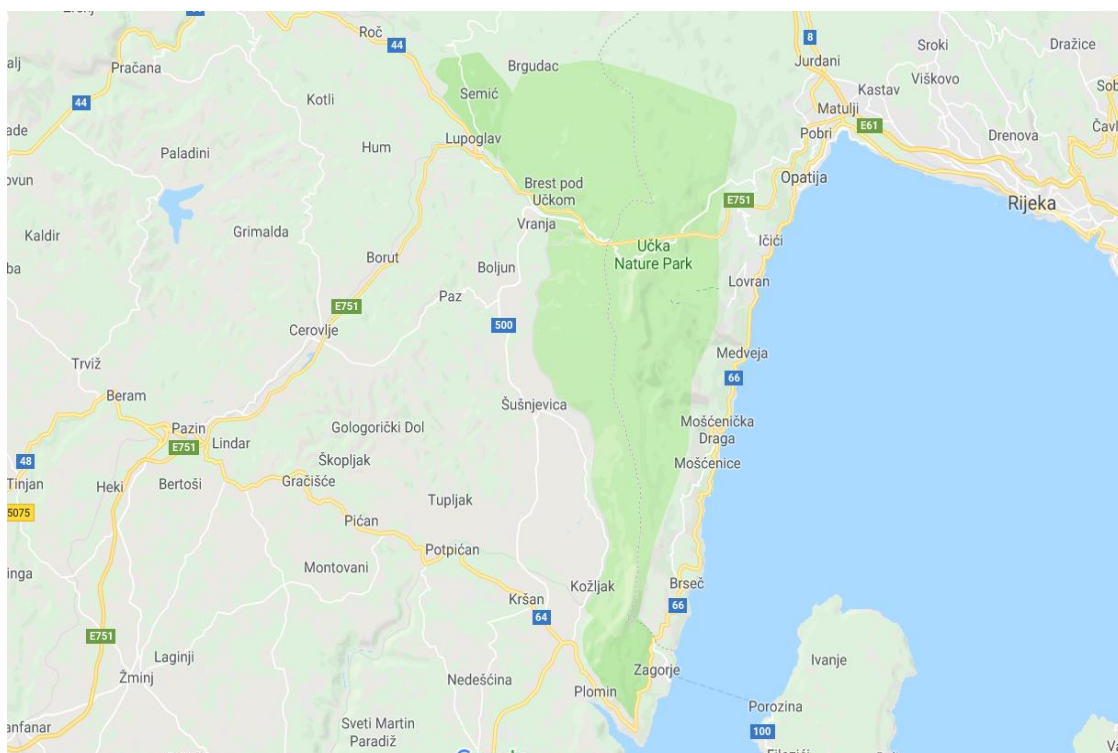 Roč
44
8
Sroki
Dražice
Pračana
Brgudac
Jurdani
Viškovo
Kastav
44
Kotli
Semić
Matulji
E61
Drenova
Paladini
Hum
Lupoglav
Pobri
Opatija
Rijeka
Brest pod
Učkom
E751
Kaldir
Grimalda
Vranja
Učka
Nature Park
Ičići
Borut
Boljun
Lovran
E751
Paz
Cerovlje
500
Medveja
Trviž
66
Beram
Šušnjevica
Mošćenička
Draga
Pazin
Lindar
Gologorički Dol
E751
48
Škopljak
Mošćenice
Tinjan
Heki
Bertoši
Gračišće
Tupljak
5075
Pićan
Potpićan
Montovani
Kožljak
Brseč
Kršan
64
66
E751
Laginji
Ivanje
Žminj
Nedešćina
Zagorje
Plomin
Porozina
Sveti Martin
Paradiž
100